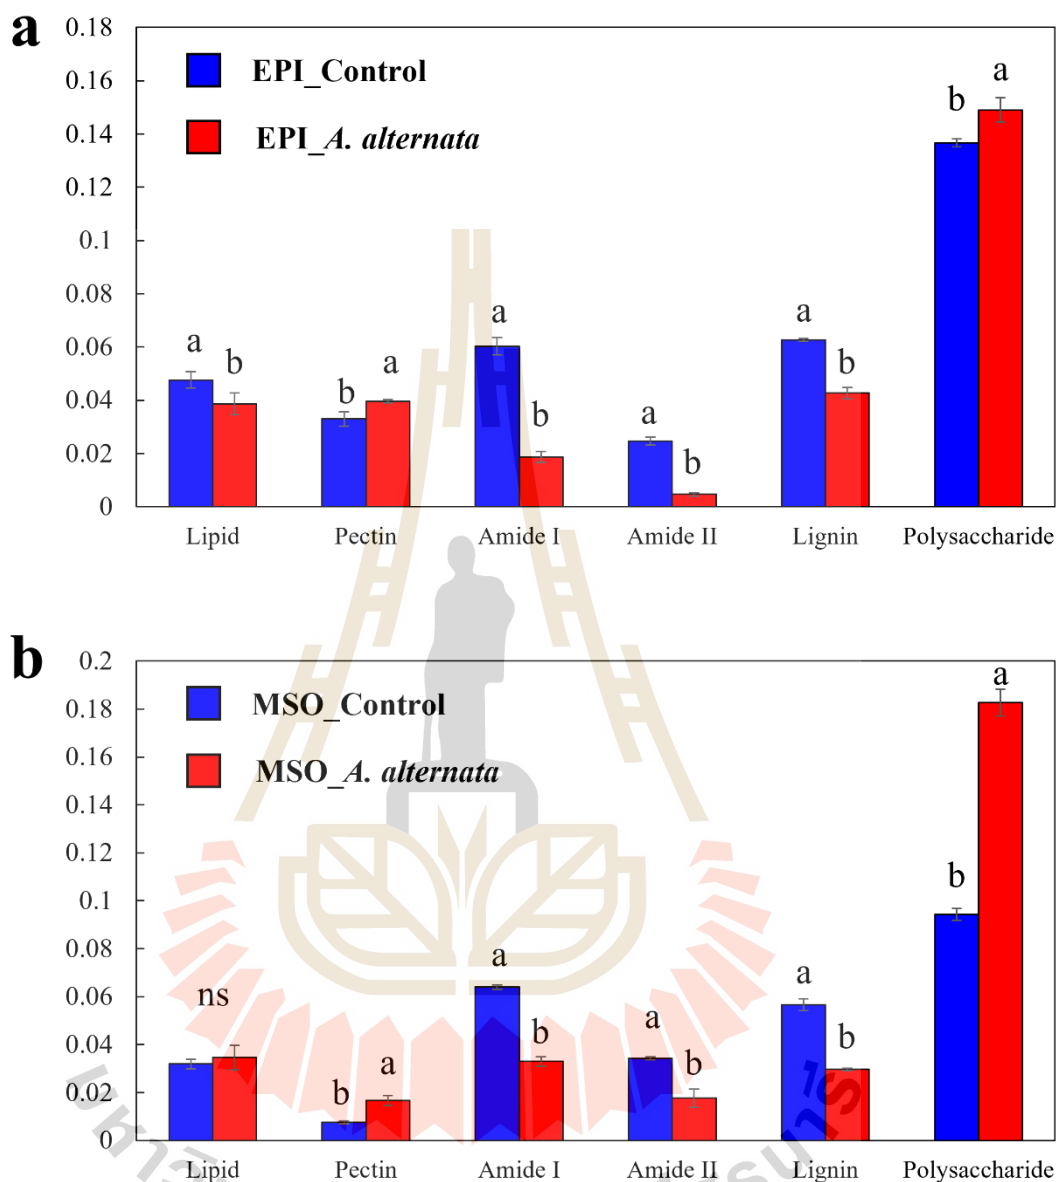 a
0.18
EPI_Control
EPI_A. alternata
0.16
0.14
0.12
0.1
0.08
0.06
0.04
0.02
0
a b
b a
a b
a b
a b
b a
Lipid Pectin Amide I Amide II Lignin Polysaccharide
b
0.2
MSO_Control
MSO_A. alternata
0.18
0.16
0.14
0.12
0.1
0.08
0.06
0.04
0.02
0
ns
b a
a b
a b
a b
b a
Lipid Pectin Amide I Amide II Lignin Polysaccharide